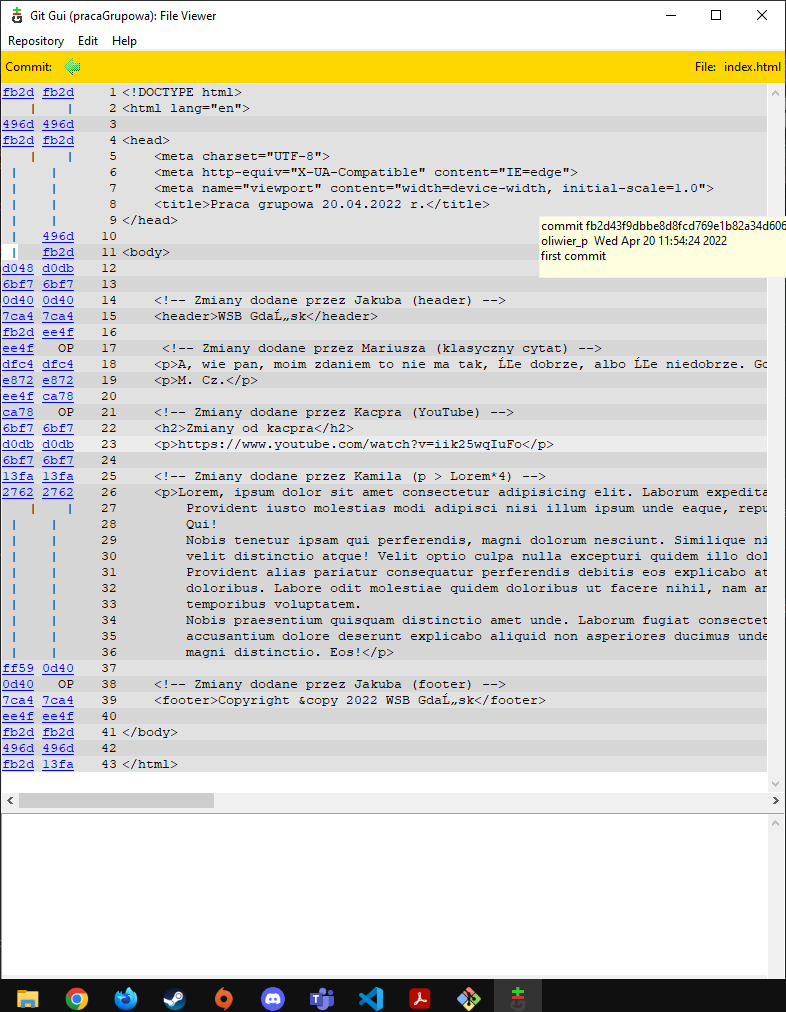 Git Gui (pracaGrupowa): File Viewer
Repository Edit Help
Commit: File: index.html
fb2d fb2d 1 <!DOCTYPE html>
| | 2 <html lang="en">
496d 496d 3
fb2d fb2d 4 <head>
| | 5 <meta charset="UTF-8">
| | 6 <meta http-equiv="X-UA-Compatible" content="IE=edge">
| | 7 <meta name="viewport" content="width=device-width, initial-scale=1.0">
| | 8 <title>Praca grupowa 20.04.2022 r.</title>
| | 9 </head>
| 496d 10
| fb2d 11 <body>
commit fb2d43f9dbbe8d8fcd769e1b82a34d606
oliwier_p Wed Apr 20 11:54:24 2022
first commit
d048 d0db 12
6bf7 6bf7 13
0d40 0d40 14 <!-- Zmiany dodane przez Jakuba (header) -->
7ca4 7ca4 15 <header>WSB GdaĹ„sk</header>
fb2d ee4f 16
ee4f OP 17 <!-- Zmiany dodane przez Mariusza (klasyczny cytat) -->
dfc4 dfc4 18 <p>A, wie pan, moim zdaniem to nie ma tak, ĹĽe dobrze, albo ĹĽe niedobrze. Go
e872 e872 19 <p>M. Cz.</p>
ee4f ca78 20
ca78 OP 21 <!-- Zmiany dodane przez Kacpra (YouTube) -->
6bf7 6bf7 22 <h2>Zmiany od kacpra</h2>
d0db d0db 23 <p>https://www.youtube.com/watch?v=iik25wqIuFo</p>
6bf7 6bf7 24
13fa 13fa 25 <!-- Zmiany dodane przez Kamila (p > Lorem*4) -->
2762 2762 26 <p>Lorem, ipsum dolor sit amet consectetur adipisicing elit. Laborum expedita
| | 27 Provident iusto molestias modi adipisci nisi illum ipsum unde eaque, repu
| | 28 Qui!
| | 29 Nobis tenetur ipsam qui perferendis, magni dolorum nesciunt. Similique ni
| | 30 velit distinctio atque! Velit optio culpa nulla excepturi quidem illo dol
| | 31 Provident alias pariatur consequatur perferendis debitis eos explicabo at
| | 32 doloribus. Labore odit molestiae quidem doloribus ut facere nihil, nam an
| | 33 temporibus voluptatem.
| | 34 Nobis praesentium quisquam distinctio amet unde. Laborum fugiat consectet
| | 35 accusantium dolore deserunt explicabo aliquid non asperiores ducimus unde
| | 36 magni distinctio. Eos!</p>
ff59 0d40 37
0d40 OP 38 <!-- Zmiany dodane przez Jakuba (footer) -->
7ca4 7ca4 39 <footer>Copyright &copy 2022 WSB GdaĹ„sk</footer>
ee4f ee4f 40
fb2d fb2d 41 </body>
496d 496d 42
fb2d 13fa 43 </html>